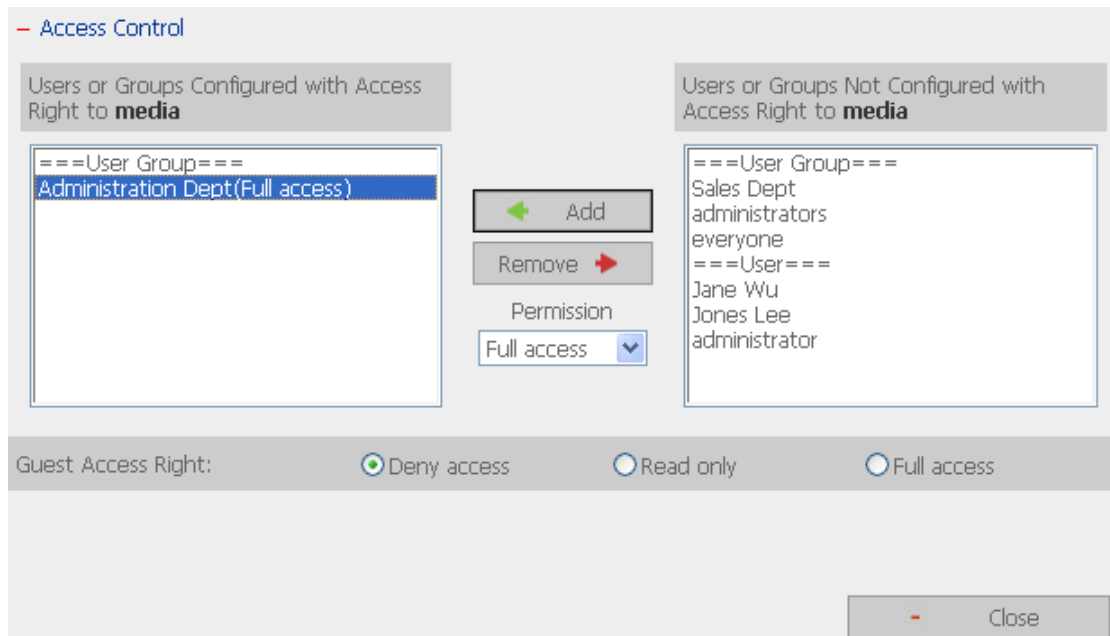 – Access Control
Users or Groups Configured with Access
Right to media
===User Group===
Administration Dept(Full access)
Add
Remove
Permission
Full access
Users or Groups Not Configured with
Access Right to media
===User Group===
Sales Dept
administrators
everyone
===User===
Jane Wu
Jones Lee
administrator
Guest Access Right:
Deny access
Read only
Full access
- Close